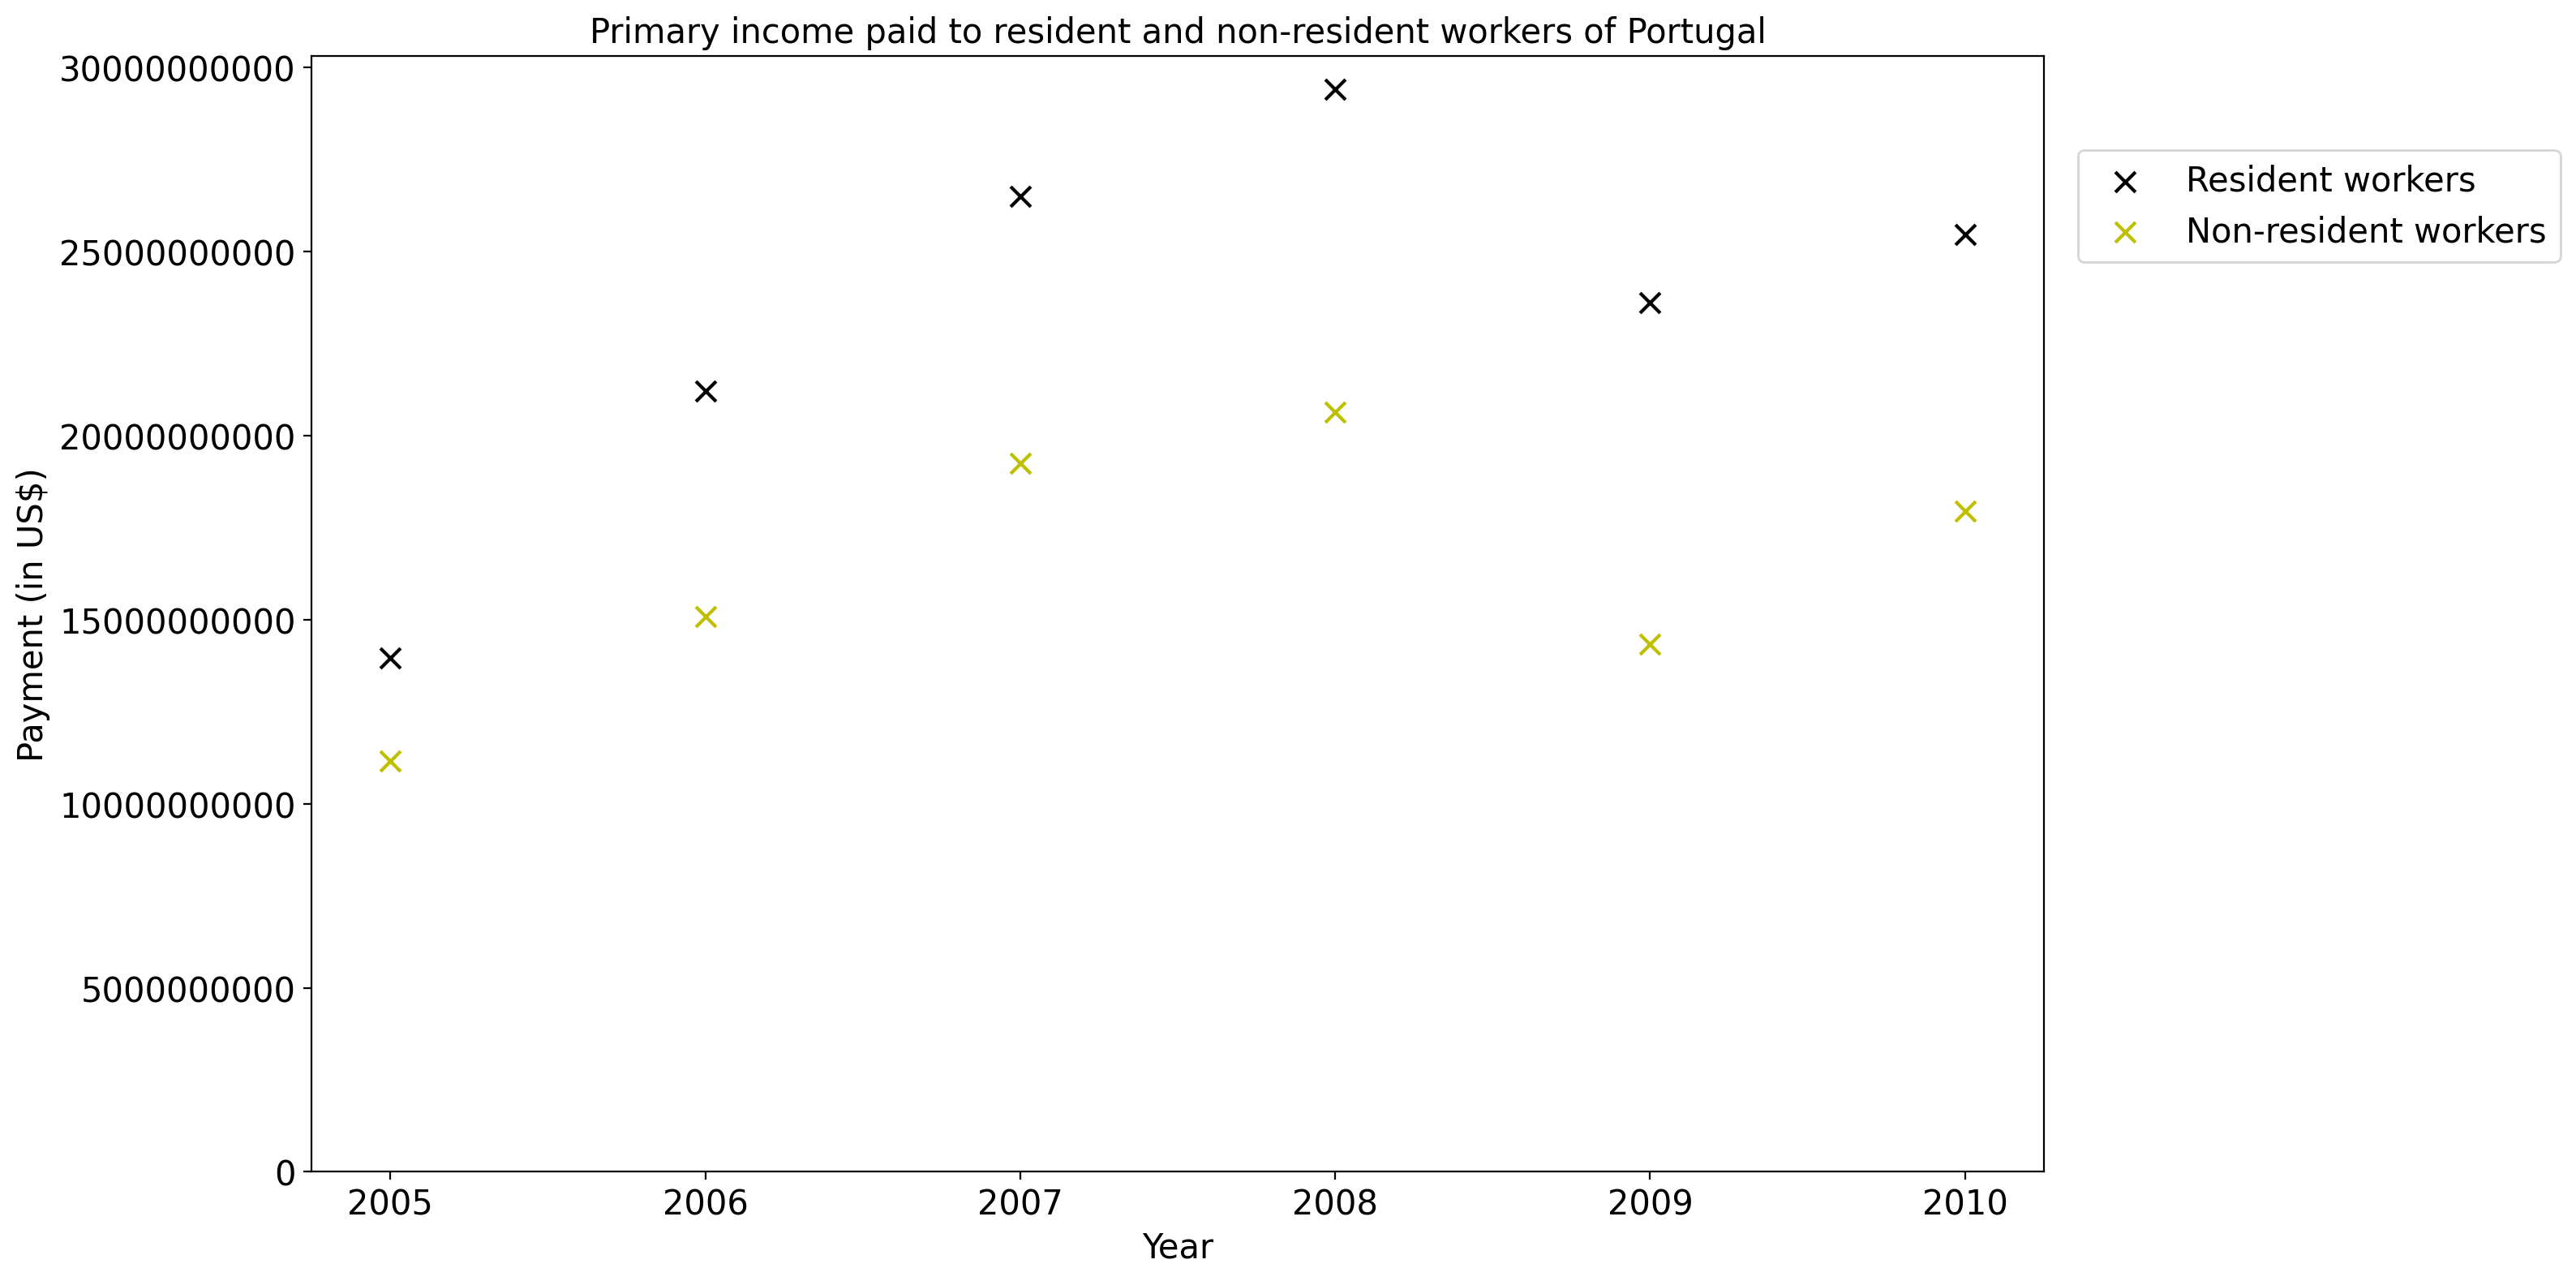 Primary income paid to resident and non-resident workers of Portugal
30000000000
25000000000
20000000000
15000000000
10000000000
5000000000
0
Payment (in US$)
2005 2006 2007 2008 2009 2010
Year
Resident workers
Non-resident workers